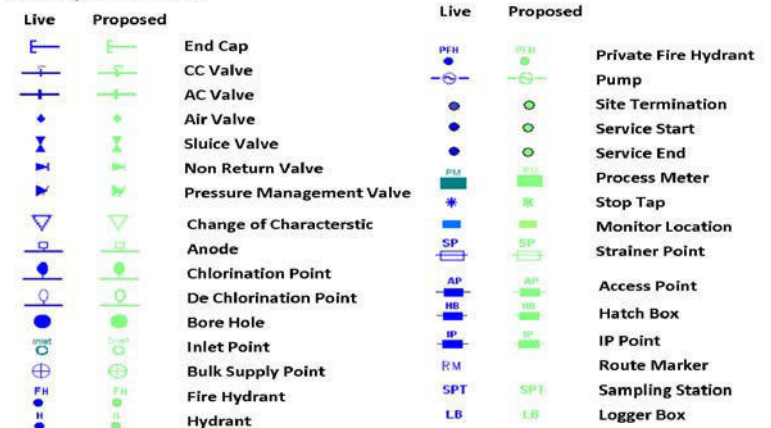 Live Proposed
End Cap
CC Valve
AC Valve
Air Valve
Sluice Valve
Non Return Valve
Pressure Management Valve
Change of Characterstic
Anode
Chlorination Point
De Chlorination Point
Bore Hole
Inlet Inlet Inlet Point
Bulk Supply Point
FH FH Fire Hydrant
H H Hydrant
Live Proposed
PFH PFH Private Fire Hydrant
Pump
Site Termination
Service Start
Service End
PM PM Process Meter
Stop Tap
Monitor Location
SP SP Strainer Point
AP AP Access Point
HB HB Hatch Box
IP IP IP Point
RM Route Marker
SPT SPT Sampling Station
LB LB Logger Box